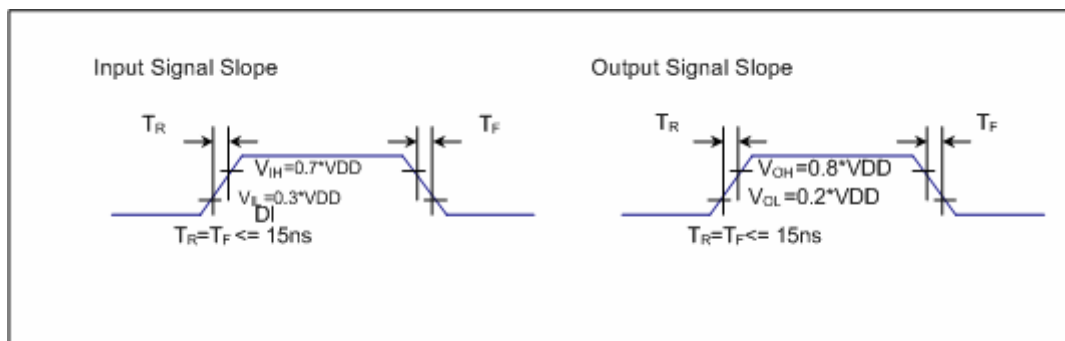 Input Signal Slope
Output Signal Slope
TR
TF
TR
TF
VIH=0.7*VDD
VOH=0.8*VDD
VIL=0.3*VDD
VOL=0.2*VDD
DI
TR=TF <= 15ns
TR=TF <= 15ns